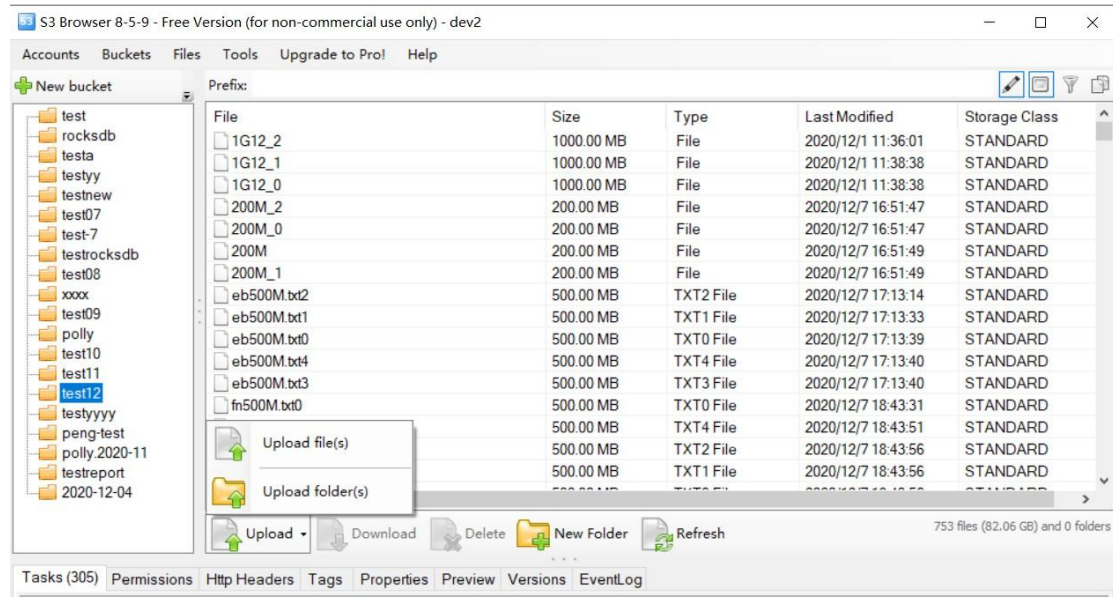 S3 Browser 8-5-9 - Free Version (for non-commercial use only) - dev2
Accounts Buckets Files Tools Upgrade to Pro! Help
New bucket
Prefix:
test
rocksdb
testa
testyy
testnew
test07
test-7
testrocksdb
test08
xxxx
test09
polly
test10
test11
test12
testyyyy
peng-test
polly.2020-11
testreport
2020-12-04
File Size Type Last Modified Storage Class
1G12_2 1000.00 MB File 2020/12/1 11:36:01 STANDARD
1G12_1 1000.00 MB File 2020/12/1 11:38:38 STANDARD
1G12_0 1000.00 MB File 2020/12/1 11:38:38 STANDARD
200M_2 200.00 MB File 2020/12/7 16:51:47 STANDARD
200M_0 200.00 MB File 2020/12/7 16:51:47 STANDARD
200M 200.00 MB File 2020/12/7 16:51:49 STANDARD
200M_1 200.00 MB File 2020/12/7 16:51:49 STANDARD
eb500M.txt2 500.00 MB TXT2 File 2020/12/7 17:13:14 STANDARD
eb500M.txt1 500.00 MB TXT1 File 2020/12/7 17:13:33 STANDARD
eb500M.txt0 500.00 MB TXT0 File 2020/12/7 17:13:39 STANDARD
eb500M.txt4 500.00 MB TXT4 File 2020/12/7 17:13:40 STANDARD
eb500M.txt3 500.00 MB TXT3 File 2020/12/7 17:13:40 STANDARD
fn500M.txt0 500.00 MB TXT0 File 2020/12/7 18:43:31 STANDARD
500.00 MB TXT4 File 2020/12/7 18:43:51 STANDARD
500.00 MB TXT2 File 2020/12/7 18:43:56 STANDARD
500.00 MB TXT1 File 2020/12/7 18:43:56 STANDARD
Upload file(s)
Upload folder(s)
Upload Download Delete New Folder Refresh
753 files (82.06 GB) and 0 folders
Tasks (305) Permissions Http Headers Tags Properties Preview Versions EventLog